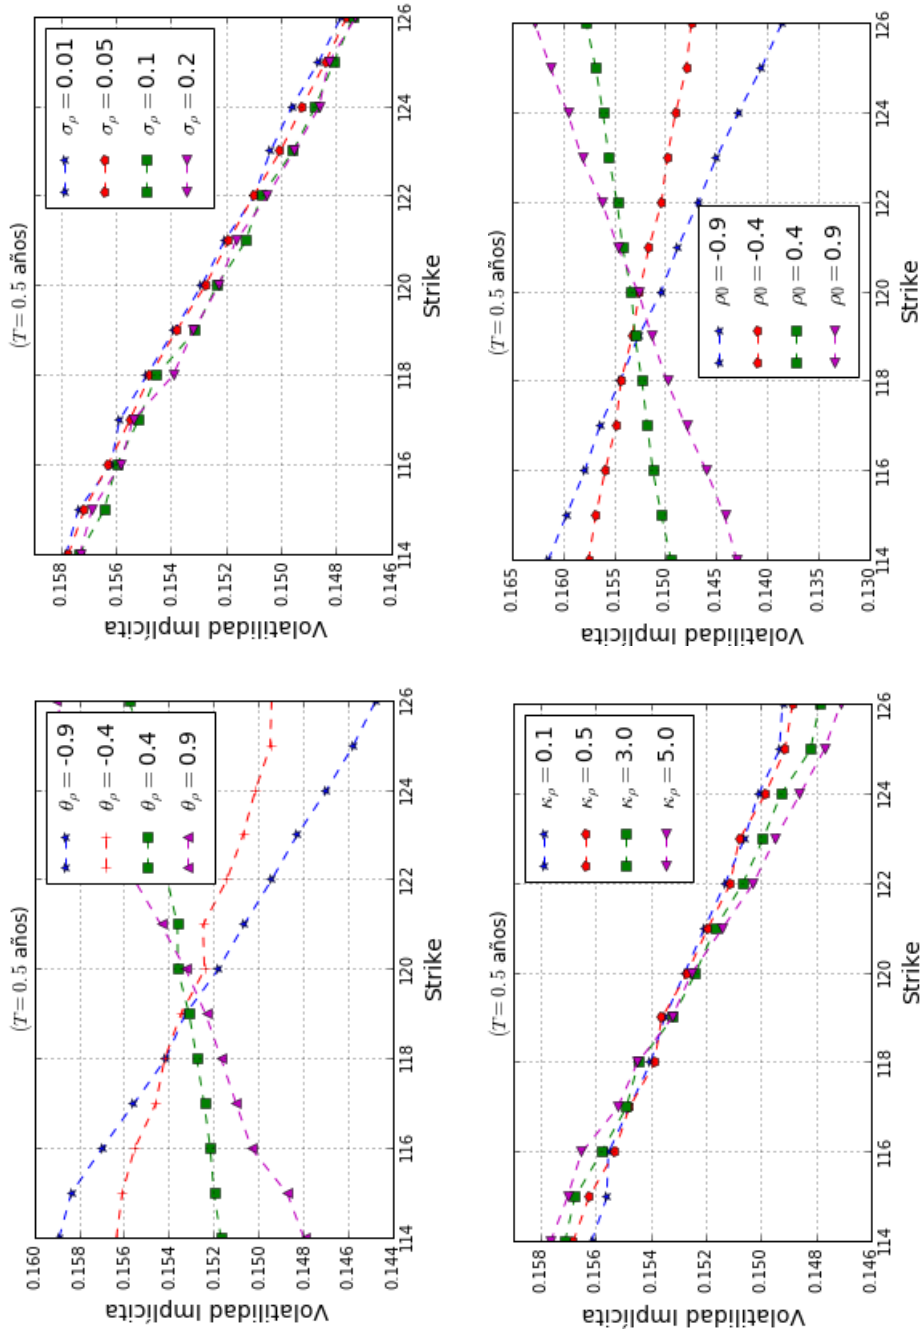 (T = 0.5 años)
0.160
0.158
0.156
0.154
0.152
0.150
0.148
0.146
0.144
Volatilidad Implícita
θρ = -0.9
θρ = -0.4
θρ = 0.4
θρ = 0.9
114 116 118 120 122 124 126
Strike
(T = 0.5 años)
0.158
0.156
0.154
0.152
0.150
0.148
0.146
Volatilidad Implícita
σρ = 0.01
σρ = 0.05
σρ = 0.1
σρ = 0.2
114 116 118 120 122 124 126
Strike
(T = 0.5 años)
0.158
0.156
0.154
0.152
0.150
0.148
0.146
Volatilidad Implícita
κρ = 0.1
κρ = 0.5
κρ = 3.0
κρ = 5.0
114 116 118 120 122 124 126
Strike
(T = 0.5 años)
0.165
0.160
0.155
0.150
0.145
0.140
0.135
0.130
Volatilidad Implícita
ρ0 = -0.9
ρ0 = -0.4
ρ0 = 0.4
ρ0 = 0.9
114 116 118 120 122 124 126
Strike